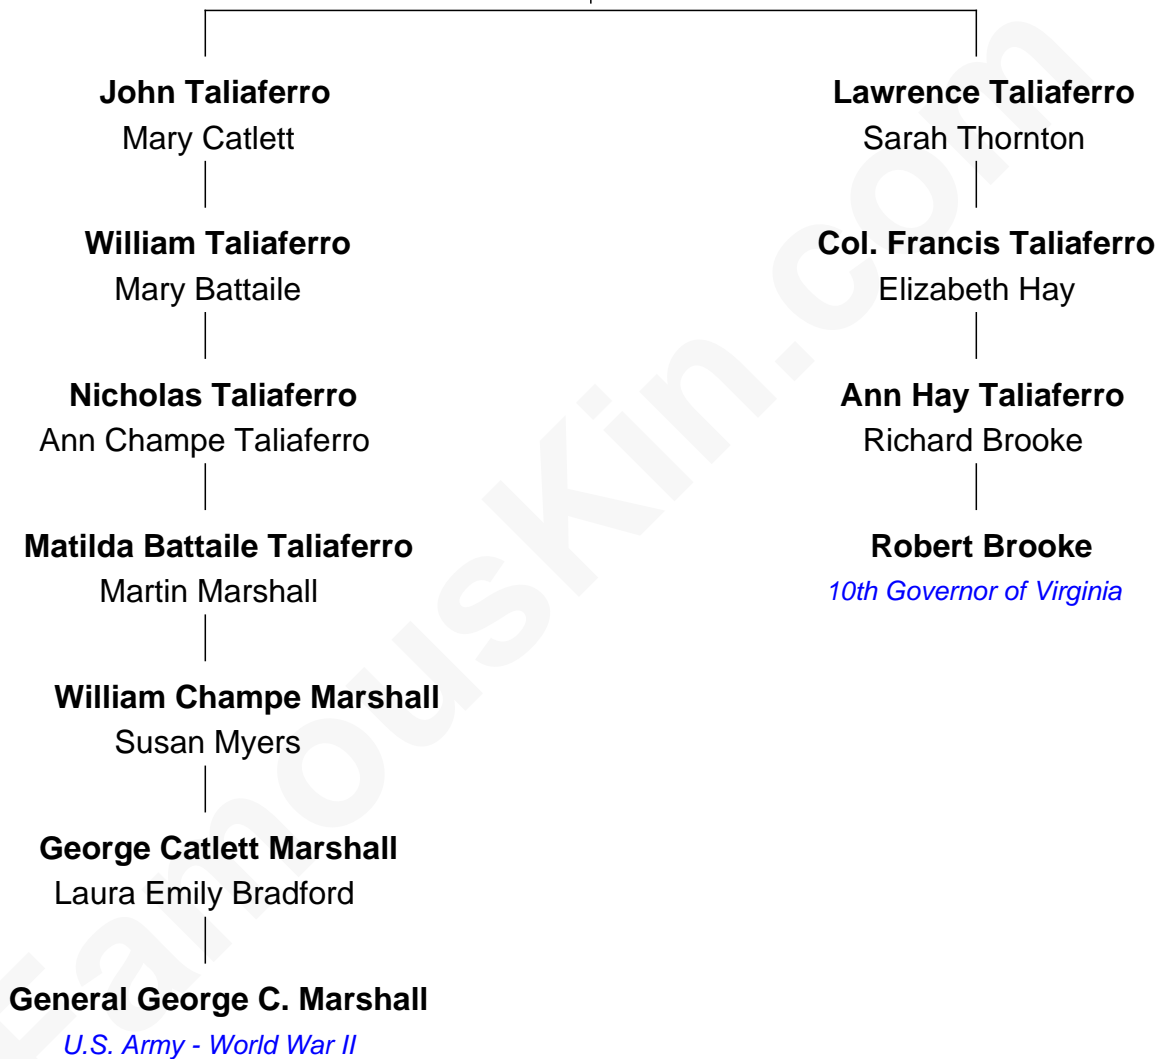 John Taliaferro
Mary Catlett
William Taliaferro
Mary Battaile
Nicholas Taliaferro
Ann Champe Taliaferro
Matilda Battaile Taliaferro
Martin Marshall
William Champe Marshall
Susan Myers
George Catlett Marshall
Laura Emily Bradford
General George C. Marshall
U.S. Army - World War II
Lawrence Taliaferro
Sarah Thornton
Col. Francis Taliaferro
Elizabeth Hay
Ann Hay Taliaferro
Richard Brooke
Robert Brooke
10th Governor of Virginia
FamousKin.com